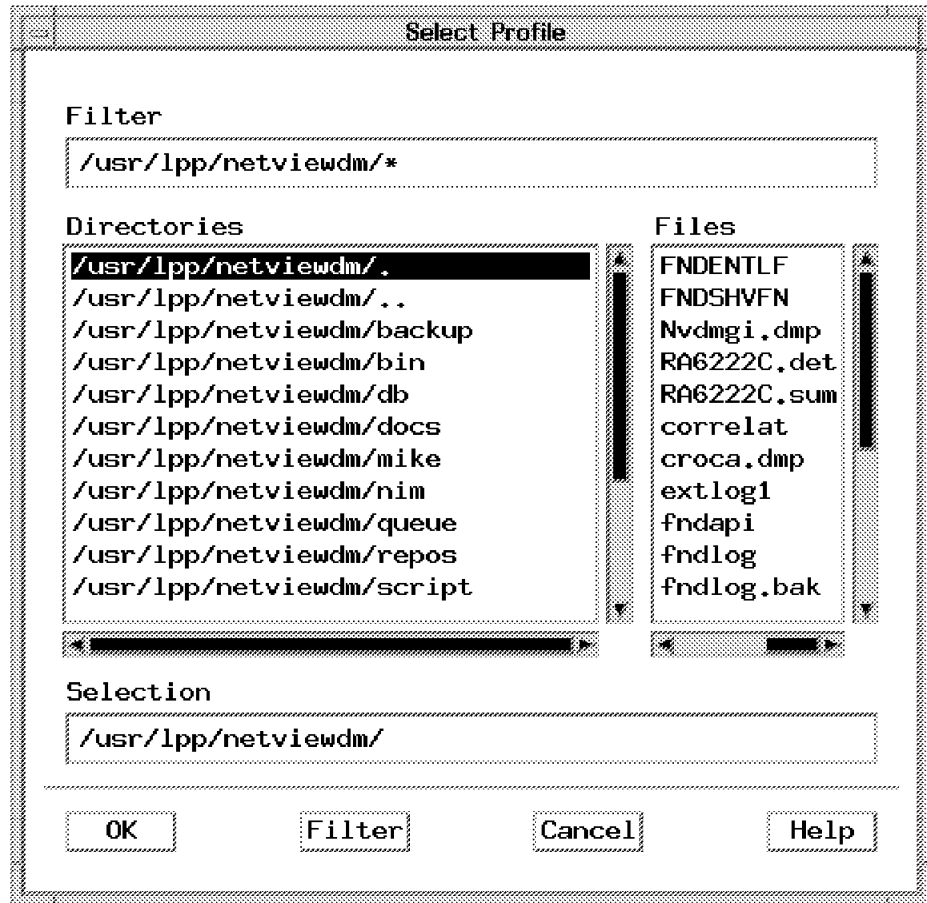 Select Profile
Filter
/usr/lpp/netviewdm/*
Directories
/usr/lpp/netviewdm/.
/usr/lpp/netviewdm/..
/usr/lpp/netviewdm/backup
/usr/lpp/netviewdm/bin
/usr/lpp/netviewdm/db
/usr/lpp/netviewdm/docs
/usr/lpp/netviewdm/mike
/usr/lpp/netviewdm/nim
/usr/lpp/netviewdm/queue
/usr/lpp/netviewdm/repos
/usr/lpp/netviewdm/script
Files
FNDENTLF
FNDSHVFN
Nvdmgi.dmp
RA6222C.det
RA6222C.sum
correlat
croca.dmp
extlog1
fndapi
fndlog
fndlog.bak
Selection
/usr/lpp/netviewdm/
OK Filter Cancel Help